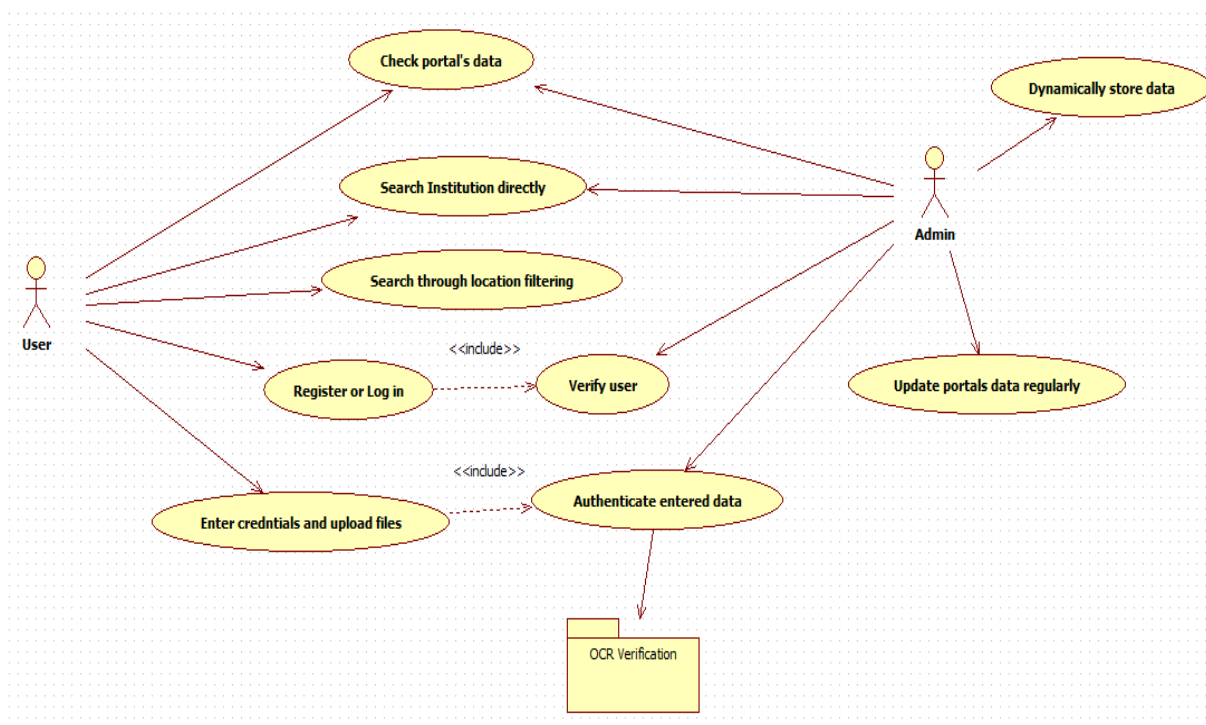 Check portal's data
Dynamically store data
Search Institution directly
Admin
Search through location filtering
User
<<include>>
Register or Log in
Verify user
Update portals data regularly
<<include>>
Authenticate entered data
Enter credntials and upload files
OCR Verification